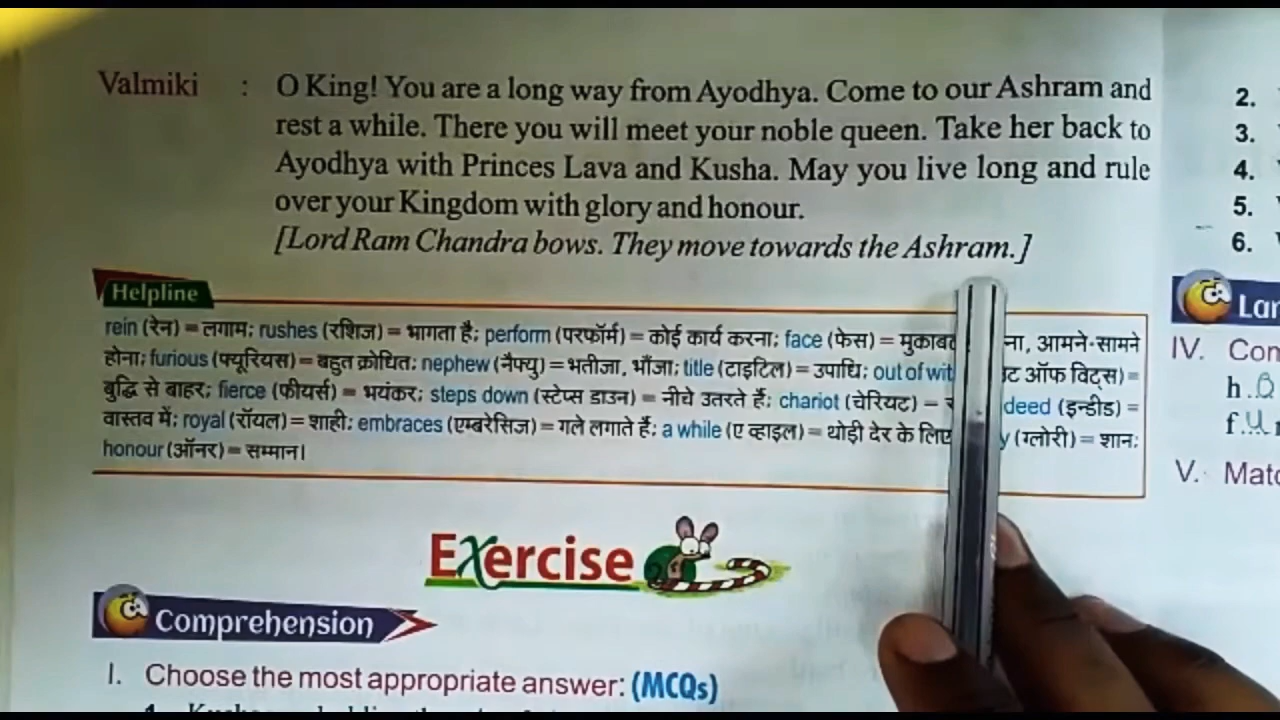 Valmiki : O King! You are a long way from Ayodhya. Come to our Ashram and
rest a while. There you will meet your noble queen. Take her back to
Ayodhya with Princes Lava and Kusha. May you live long and rule
over your Kingdom with glory and honour.
[Lord Ram Chandra bows. They move towards the Ashram.]
Helpline
rein (रेन) = लगाम; rushes (रशिज) = भागता है; perform (परफॉर्म) = कोई कार्य करना; face (फेस) = ना, आमने-सामने
होना; furious (फ्यूरियस) = बहुत क्रोधित; nephew (नैफ्यु) = भतीजा, भाँजा; title (टाइटिल) = उपाधि; out of ऑफ विट्स) =
बुद्धि से बाहर; fierce (फीयर्स) = भयंकर; steps down (स्टेप्स डाउन) = नीचे उतरते हैं; chariot (चेरियट) – deed (इन्डीड) =
वास्तव में; royal (रॉयल) = शाही; embraces (एम्बरेसिज) = गले लगाते हैं; a while (ए व्हाइल) = थोड़ी देर के (ग्लोरी) = शान;
honour (ऑनर) = सम्मान।
Exercise
Comprehension
I. Choose the most appropriate answer: (MCQs)
2.
3.
4.
5.
6.
IV.
h.
f.
V.